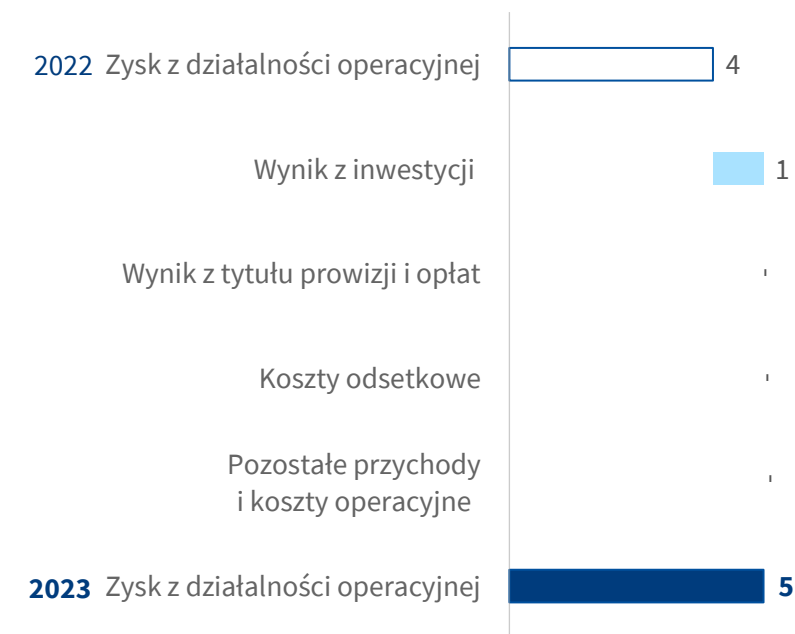 2022 Zysk z działalności operacyjnej 4
Wynik z inwestycji 1
Wynik z tytułu prowizji i opłat -
Koszty odsetkowe -
Pozostałe przychody
i koszty operacyjne -
2023 Zysk z działalności operacyjnej 5